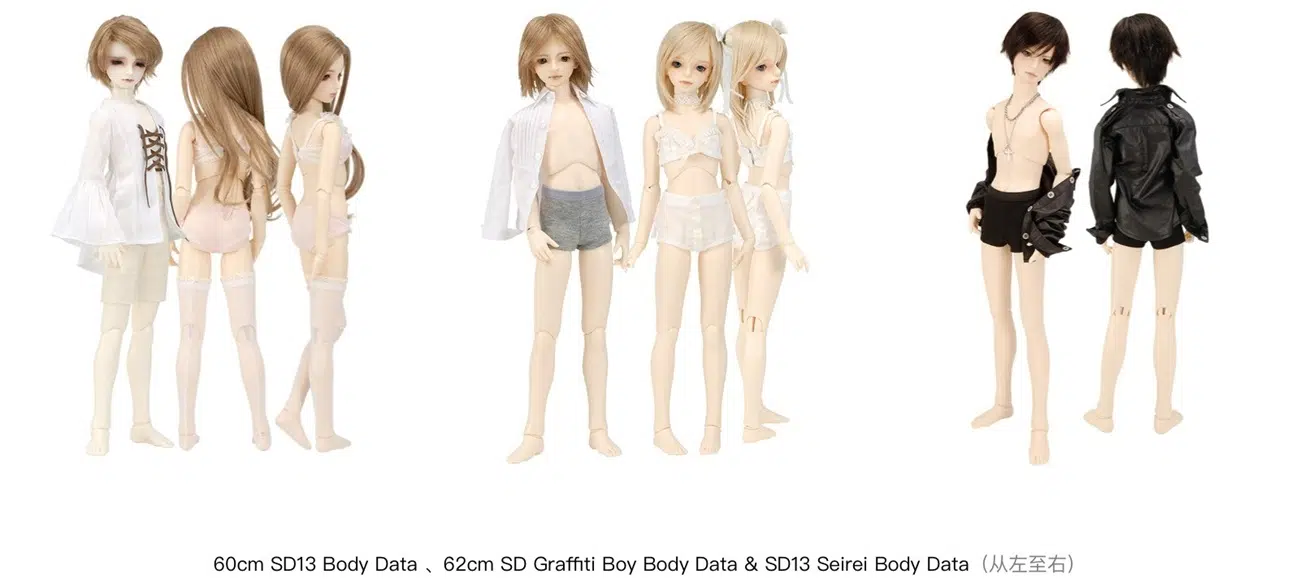 60cm SD13 Body Data 、62cm SD Graffiti Boy Body Data & SD13 Seirei Body Data（从左至右）